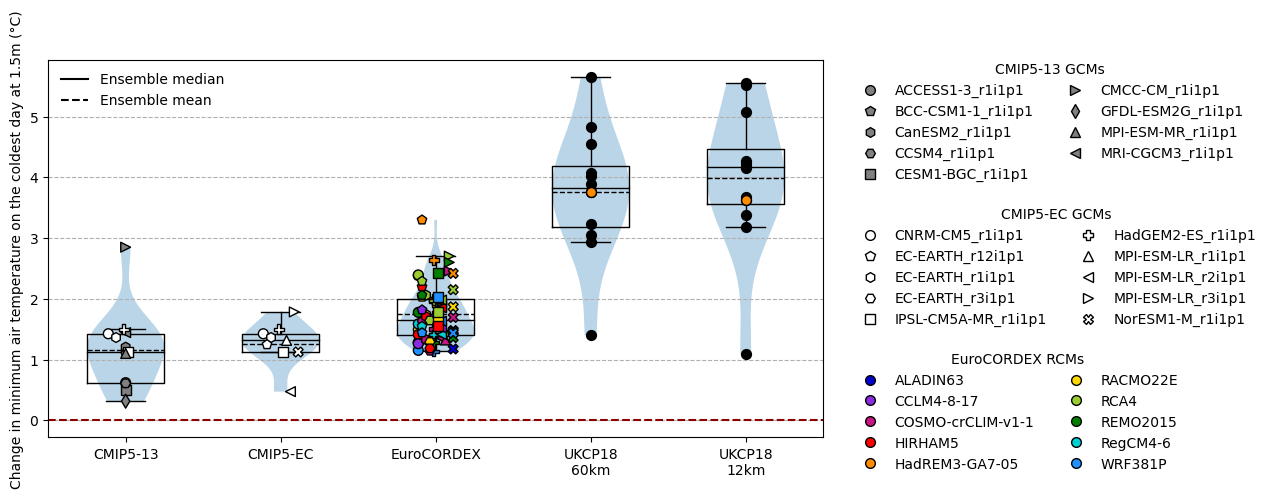 Change in minimum air temperature on the coldest day at 1.5m (°C)
Ensemble median
Ensemble mean
5
4
3
2
1
0
CMIP5-13
CMIP5-EC
EuroCORDEX
UKCP18
60km
UKCP18
12km
CMIP5-13 GCMs
ACCESS1-3_r1i1p1
BCC-CSM1-1_r1i1p1
CanESM2_r1i1p1
CCSM4_r1i1p1
CESM1-BGC_r1i1p1
CMCC-CM_r1i1p1
GFDL-ESM2G_r1i1p1
MPI-ESM-MR_r1i1p1
MRI-CGCM3_r1i1p1
CMIP5-EC GCMs
CNRM-CM5_r1i1p1
EC-EARTH_r12i1p1
EC-EARTH_r1i1p1
EC-EARTH_r3i1p1
IPSL-CM5A-MR_r1i1p1
HadGEM2-ES_r1i1p1
MPI-ESM-LR_r1i1p1
MPI-ESM-LR_r2i1p1
MPI-ESM-LR_r3i1p1
NorESM1-M_r1i1p1
EuroCORDEX RCMs
ALADIN63
CCLM4-8-17
COSMO-crCLIM-v1-1
HIRHAM5
HadREM3-GA7-05
RACMO22E
RCA4
REMO2015
RegCM4-6
WRF381P